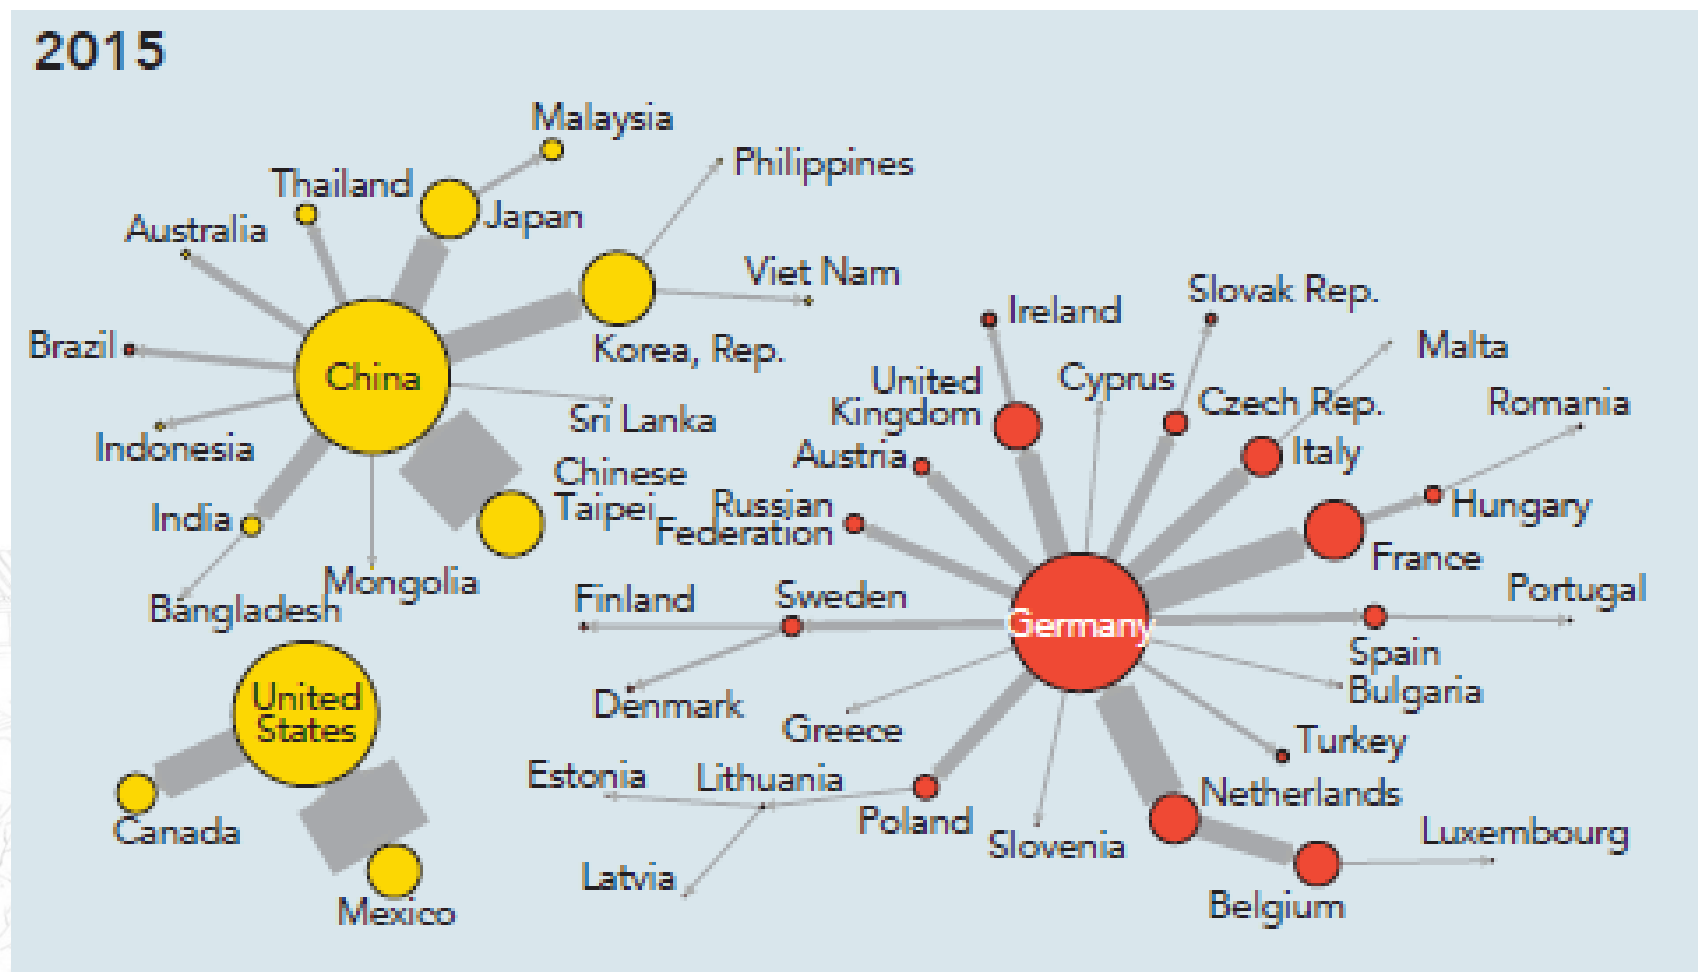 2015
Malaysia
Philippines
Thailand
Japan
Australia
Viet Nam
Korea, Rep.
Brazil
China
Sri Lanka
Indonesia
Chinese
Taipei
India
Mongolia
Bangladesh
United
States
Canada
Mexico
Ireland
Slovak Rep.
Malta
United
Kingdom
Cyprus
Czech Rep.
Romania
Austria
Italy
Russian
Federation
Hungary
France
Finland
Sweden
Germany
Portugal
Spain
Denmark
Greece
Bulgaria
Turkey
Estonia
Lithuania
Poland
Slovenia
Netherlands
Luxembourg
Latvia
Belgium